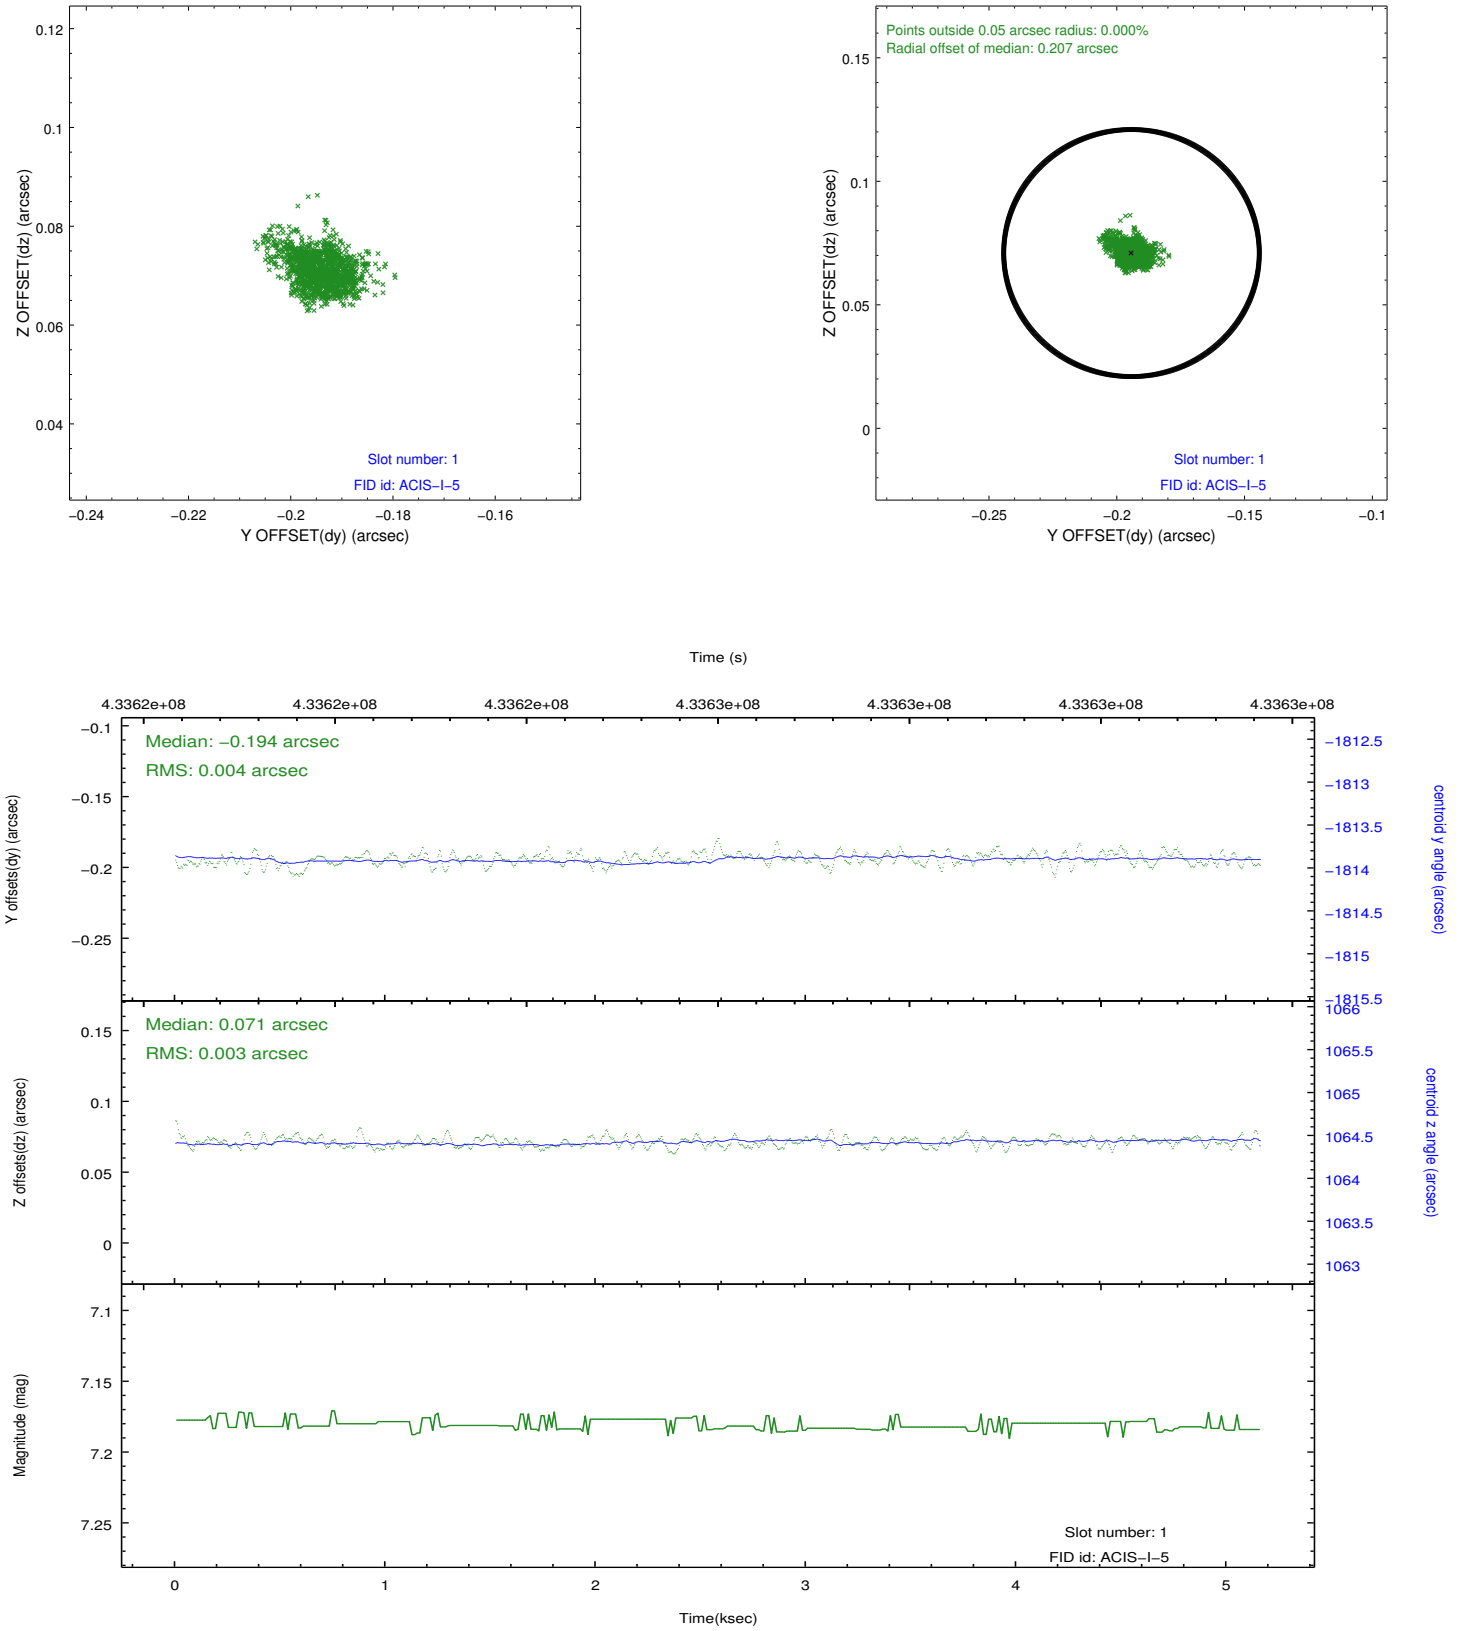 0.12
0.1
0.08
0.06
0.04
Z OFFSET(dz) (arcsec)
Slot number: 1
FID id: ACIS−I−5
−0.24 −0.22 −0.2 −0.18 −0.16
Y OFFSET(dy) (arcsec)
Points outside 0.05 arcsec radius: 0.000%
Radial offset of median: 0.207 arcsec
0.15
0.1
0.05
0
Z OFFSET(dz) (arcsec)
Slot number: 1
FID id: ACIS−I−5
−0.25 −0.2 −0.15 −0.1
Y OFFSET(dy) (arcsec)
Time (s)
4.3362e+08 4.3362e+08 4.3362e+08 4.3363e+08 4.3363e+08 4.3363e+08 4.3363e+08
Median: −0.194 arcsec
RMS: 0.004 arcsec
−0.1
−0.15
−0.2
−0.25
Y offsets(dy) (arcsec)
−1812.5
−1813
−1813.5
−1814
−1814.5
−1815
−1815.5
centroid y angle (arcsec)
Median: 0.071 arcsec
RMS: 0.003 arcsec
0.15
0.1
0.05
0
Z offsets(dz) (arcsec)
1066
1065.5
1065
1064.5
1064
1063.5
1063
centroid z angle (arcsec)
7.1
7.15
7.2
7.25
Magnitude (mag)
Slot number: 1
FID id: ACIS−I−5
0 1 2 3 4 5
Time(ksec)